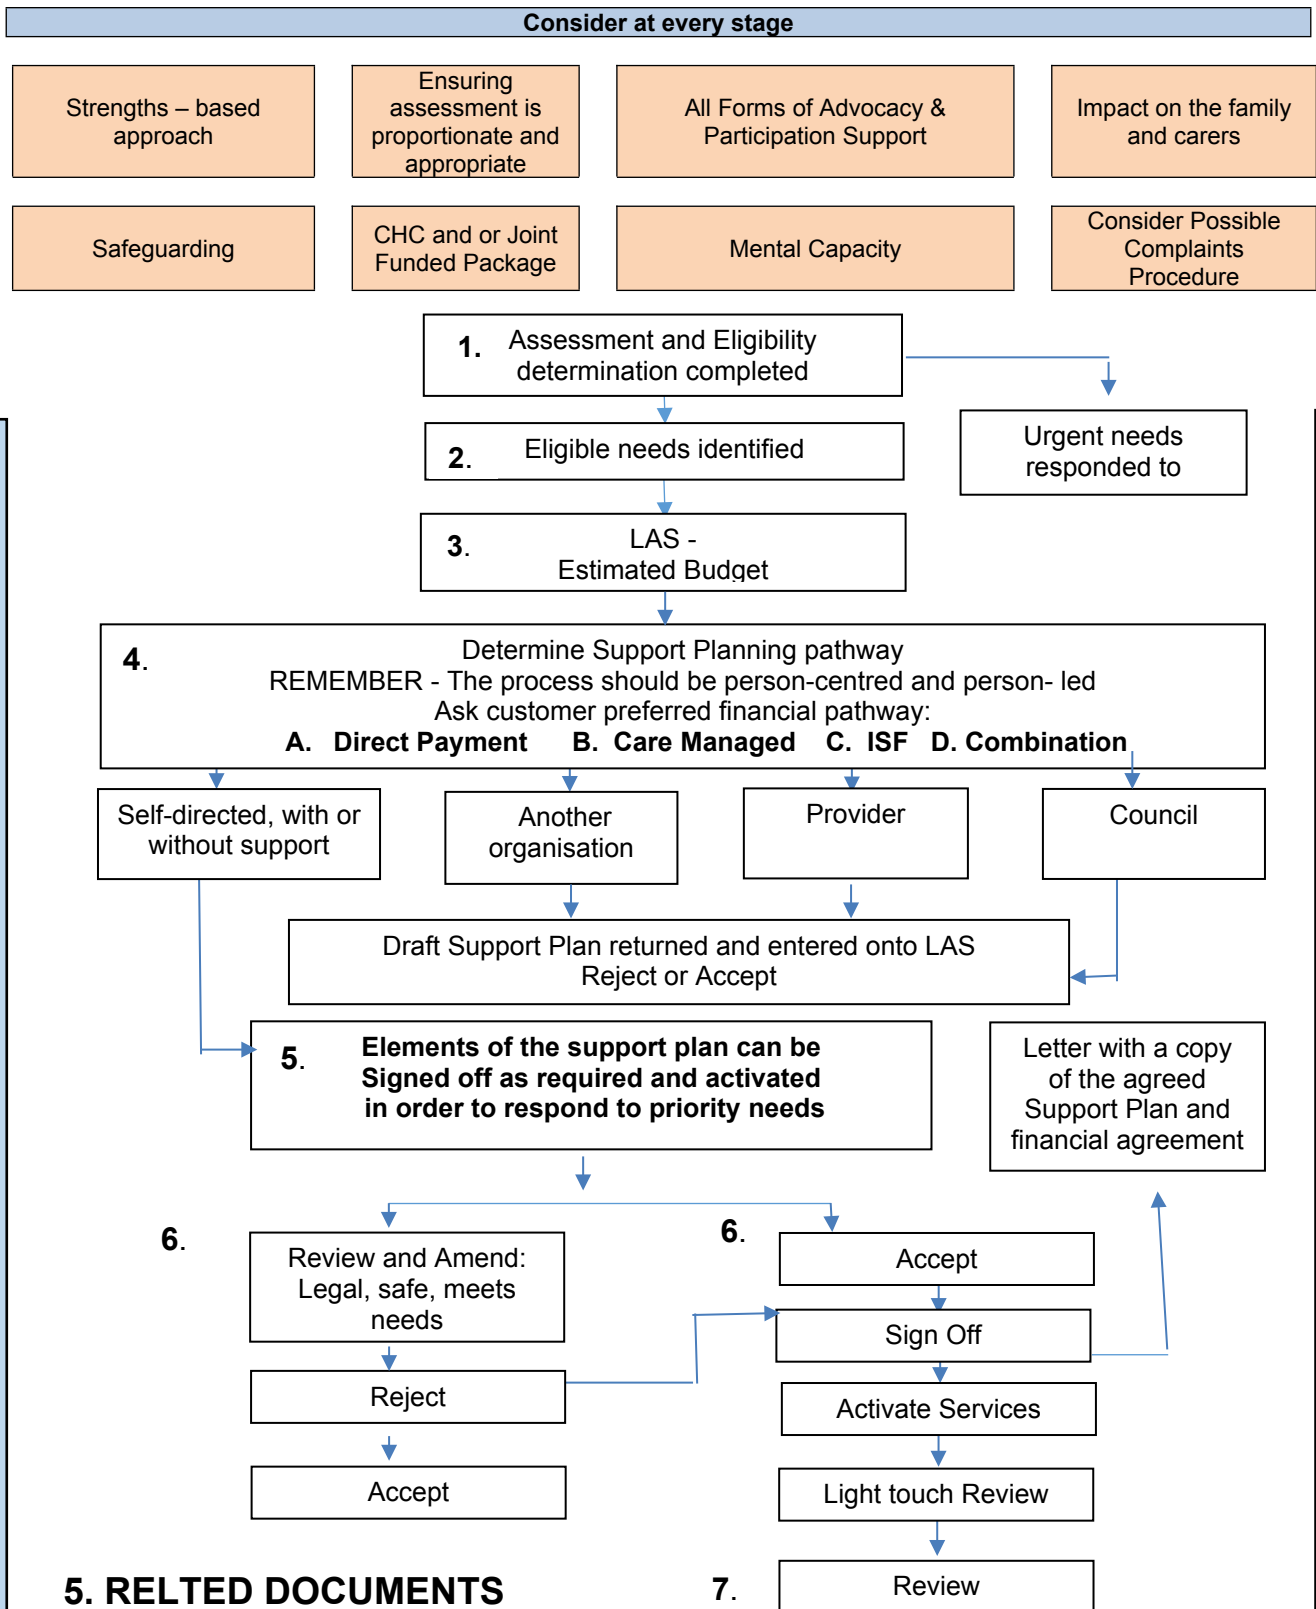 Consider at every stage
Strengths – based
approach
Ensuring
assessment is
proportionate and
appropriate
All Forms of Advocacy &
Participation Support
Impact on the family
and carers
Safeguarding
CHC and or Joint
Funded Package
Mental Capacity
Consider Possible
Complaints
Procedure
1. Assessment and Eligibility
determination completed
Urgent needs
responded to
2. Eligible needs identified
3. LAS -
Estimated Budget
4. Determine Support Planning pathway
REMEMBER - The process should be person-centred and person- led
Ask customer preferred financial pathway:
A. Direct Payment B. Care Managed C. ISF D. Combination
Self-directed, with or
without support
Another
organisation
Provider
Council
Draft Support Plan returned and entered onto LAS
Reject or Accept
5. Elements of the support plan can be
Signed off as required and activated
in order to respond to priority needs
Letter with a copy
of the agreed
Support Plan and
financial agreement
6.
Review and Amend:
Legal, safe, meets
needs
Reject
Accept
6.
Accept
Sign Off
Activate Services
Light touch Review
7. Review
5. RELTED DOCUMENTS